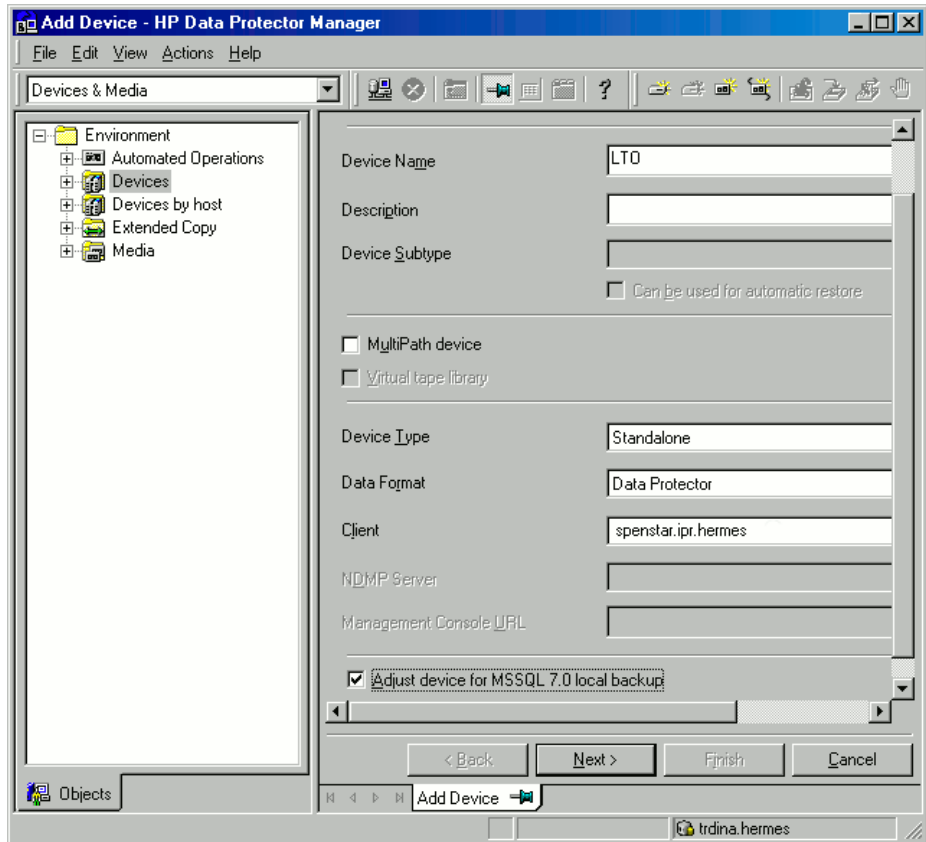 Add Device - HP Data Protector Manager
File Edit View Actions Help
Devices & Media
Environment
Automated Operations
Devices
Devices by host
Extended Copy
Media
Objects
Device Name LTO
Description
Device Subtype
Can be used for automatic restore
MultiPath device
Virtual tape library
Device Type Standalone
Data Format Data Protector
Client spenstar.ipr.hermes
NDMP Server
Management Console URL
Adjust device for MSSQL 7.0 local backup
< Back Next > Finish Cancel
Add Device
trdina.hermes